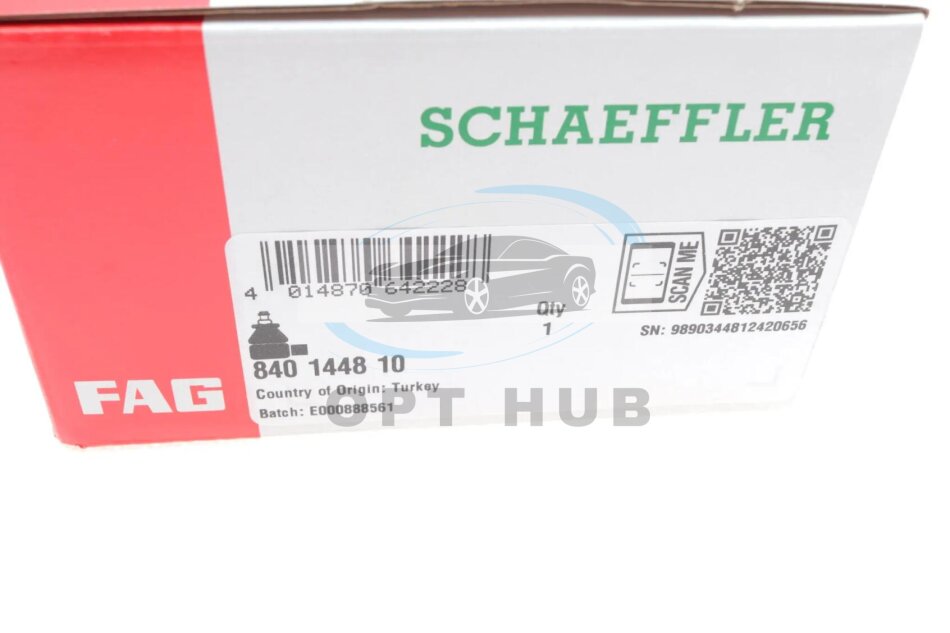 SCHAEFFLER
4 014870 642228
Qty
1
SCAN ME
SN: 9890344812420656
840 1448 10
Country of Origin: Turkey
Batch: E000888561
FAG
OPT HUB